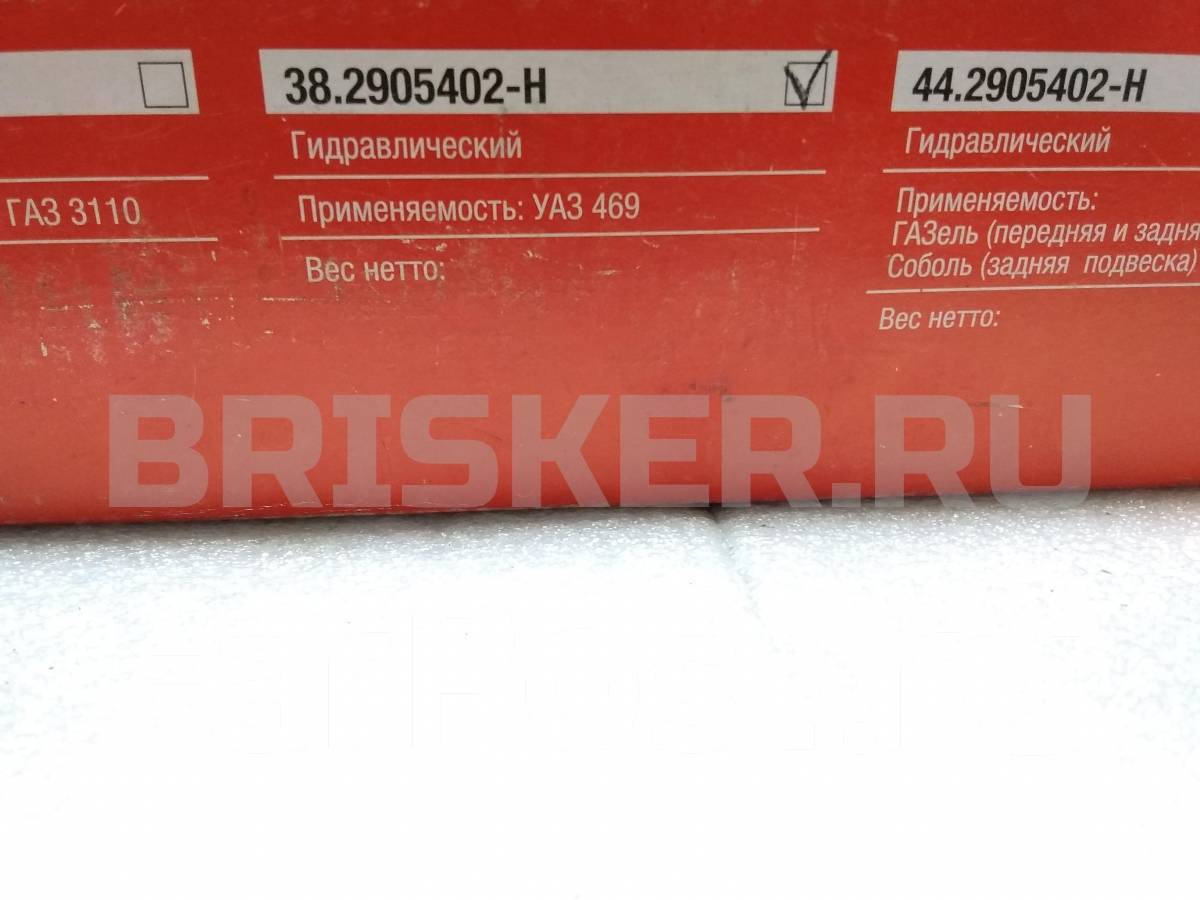 ГАЗ 3110
38.2905402-Н
Гидравлический
Применяемость: УАЗ 469
Вес нетто:
44.2905402-Н
Гидравлический
Применяемость:
ГАЗель (передняя и задня
Соболь (задняя подвеска)
Вес нетто:
BRISKER.RU